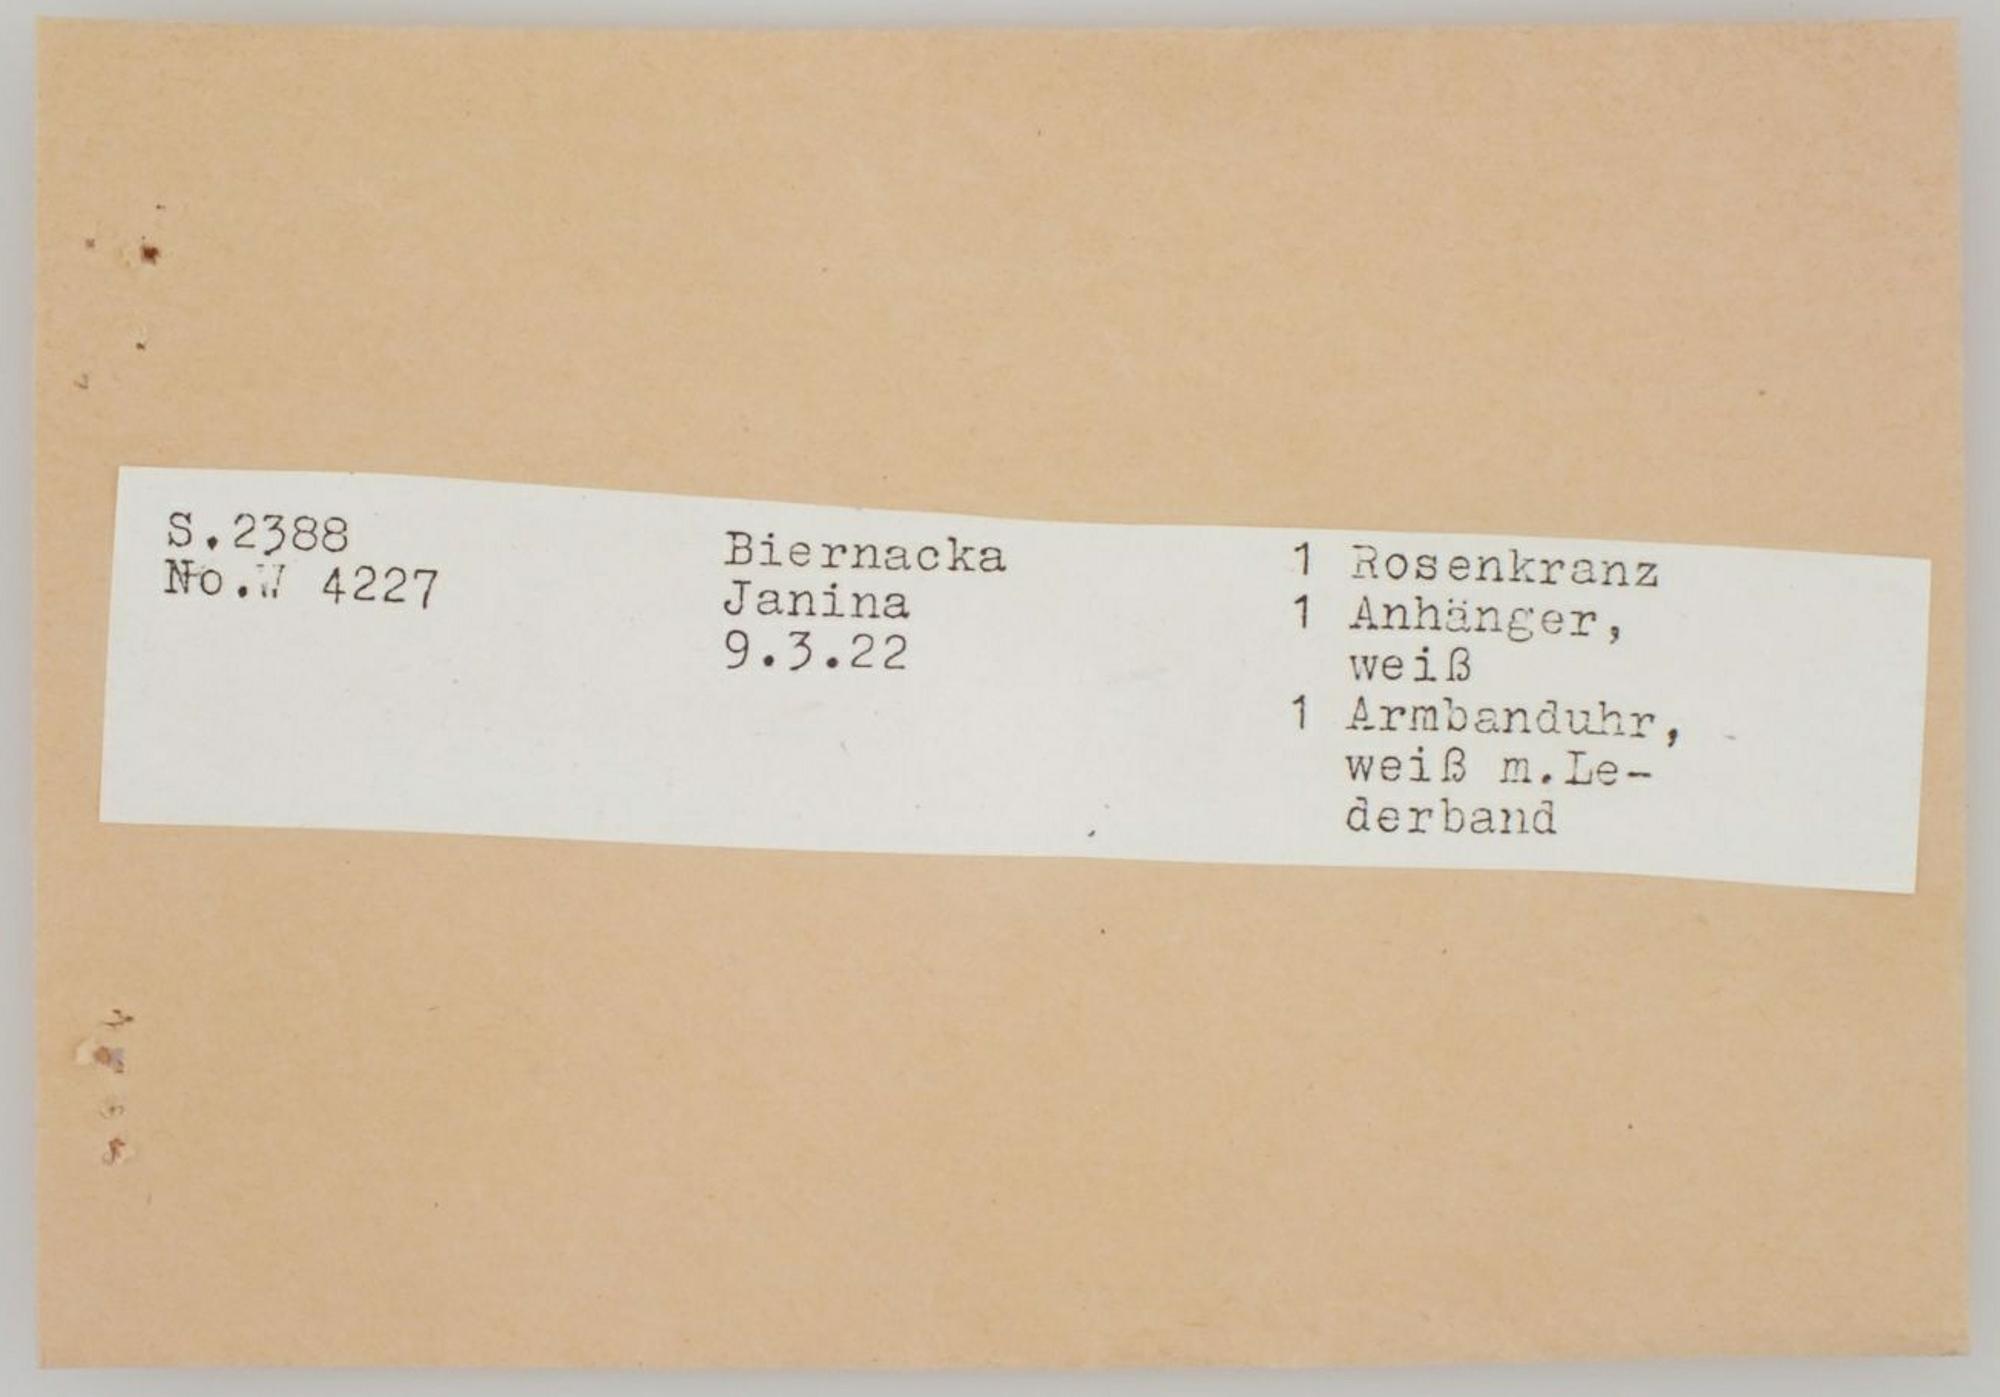 S.2388
No.W 4227
Biernacka
Janina
9.3.22
1 Rosenkranz
1 Anhänger,
weiß
1 Armbanduhr,
weiß m.Le-
derband